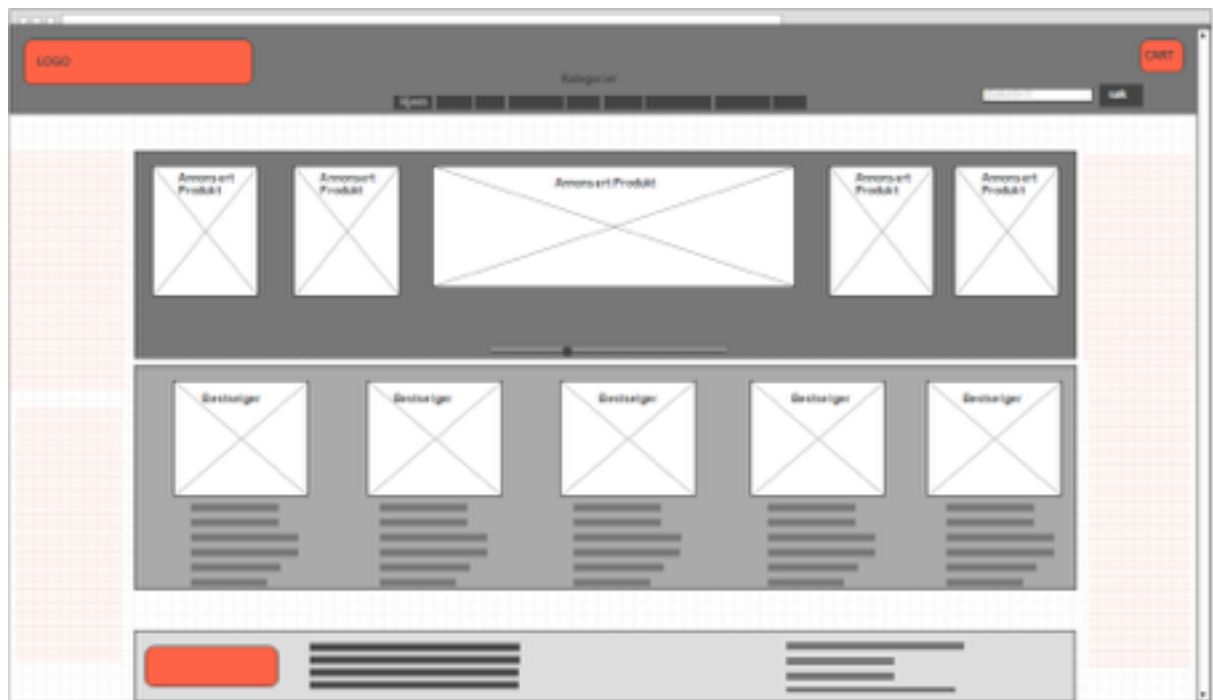 LOGO
CART
Kategorier
Hjem
søk
Annonsert
Produkt
Annonsert
Produkt
Annonsert Produkt
Annonsert
Produkt
Annonsert
Produkt
Bestselger
Bestselger
Bestselger
Bestselger
Bestselger